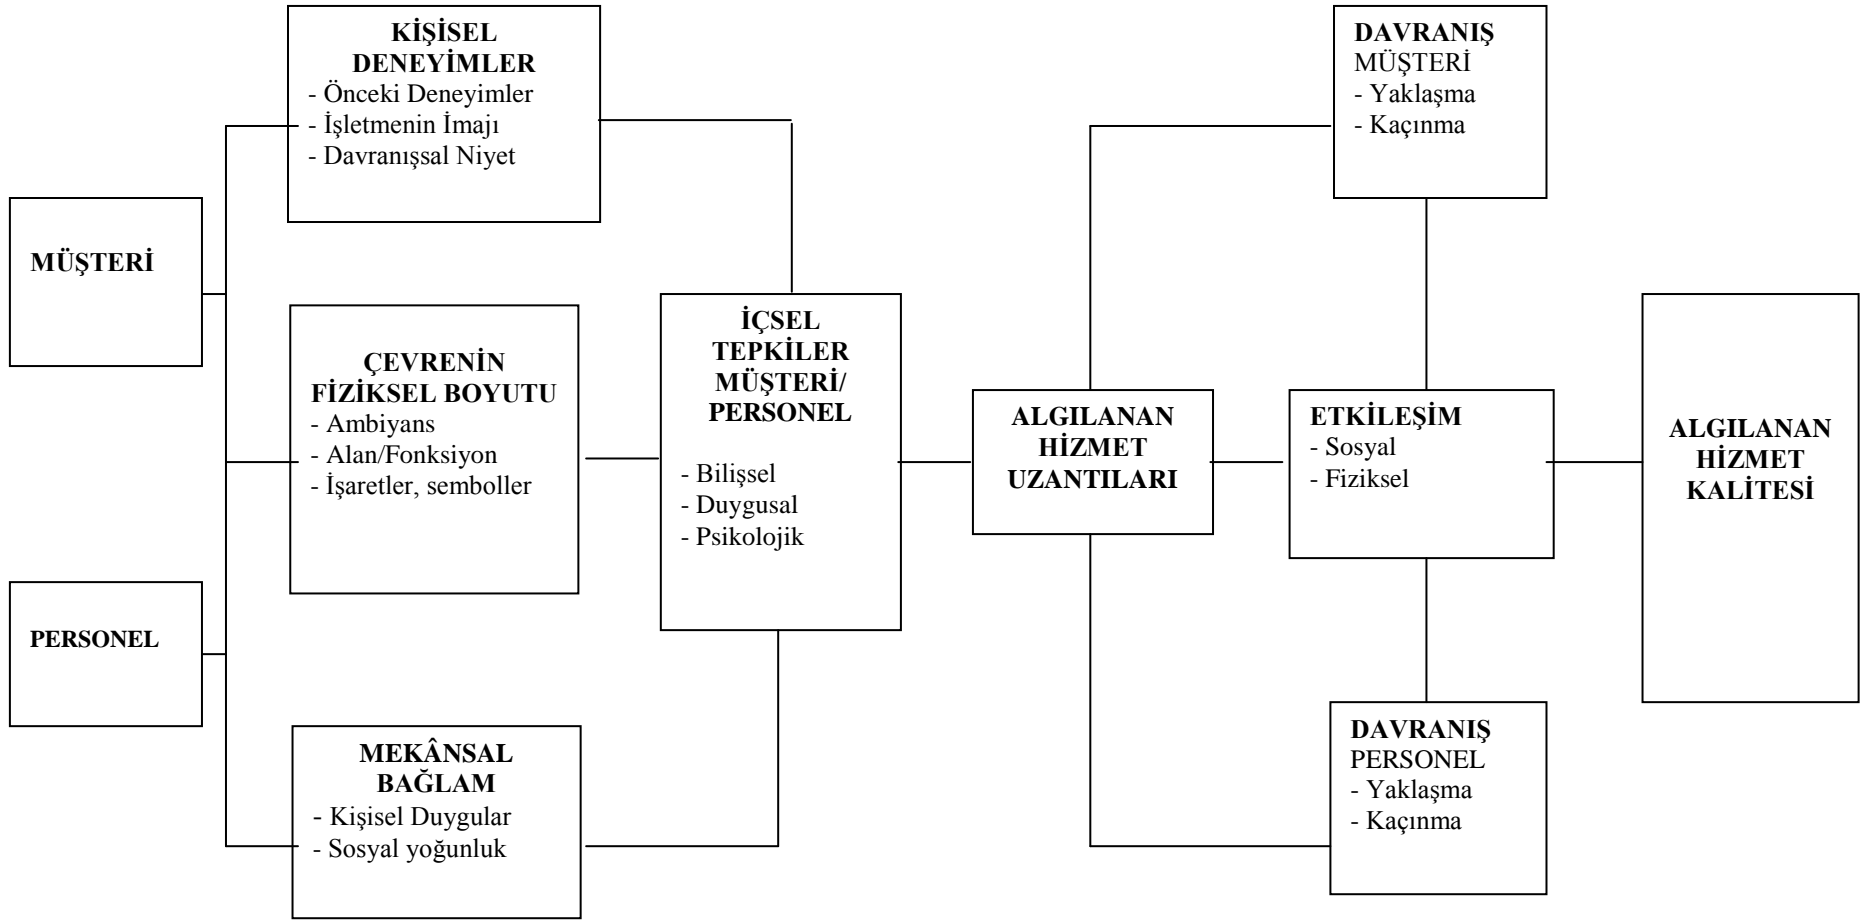 MÜŞTERİ
PERSONEL
KİŞİSEL
DENEYİMLER
- Önceki Deneyimler
- İşletmenin İmajı
- Davranışsal Niyet
ÇEVRENİN
FİZİKSEL BOYUTU
- Ambiyans
- Alan/Fonksiyon
- İşaretler, semboller
MEKÂNSAL
BAĞLAM
- Kişisel Duygular
- Sosyal yoğunluk
İÇSEL
TEPKİLER
MÜŞTERİ/
PERSONEL
- Bilişsel
- Duygusal
- Psikolojik
ALGILANAN
HİZMET
UZANTILARI
DAVRANIŞ
MÜŞTERİ
- Yaklaşma
- Kaçınma
ETKİLEŞİM
- Sosyal
- Fiziksel
DAVRANIŞ
PERSONEL
- Yaklaşma
- Kaçınma
ALGILANAN
HİZMET
KALİTESİ